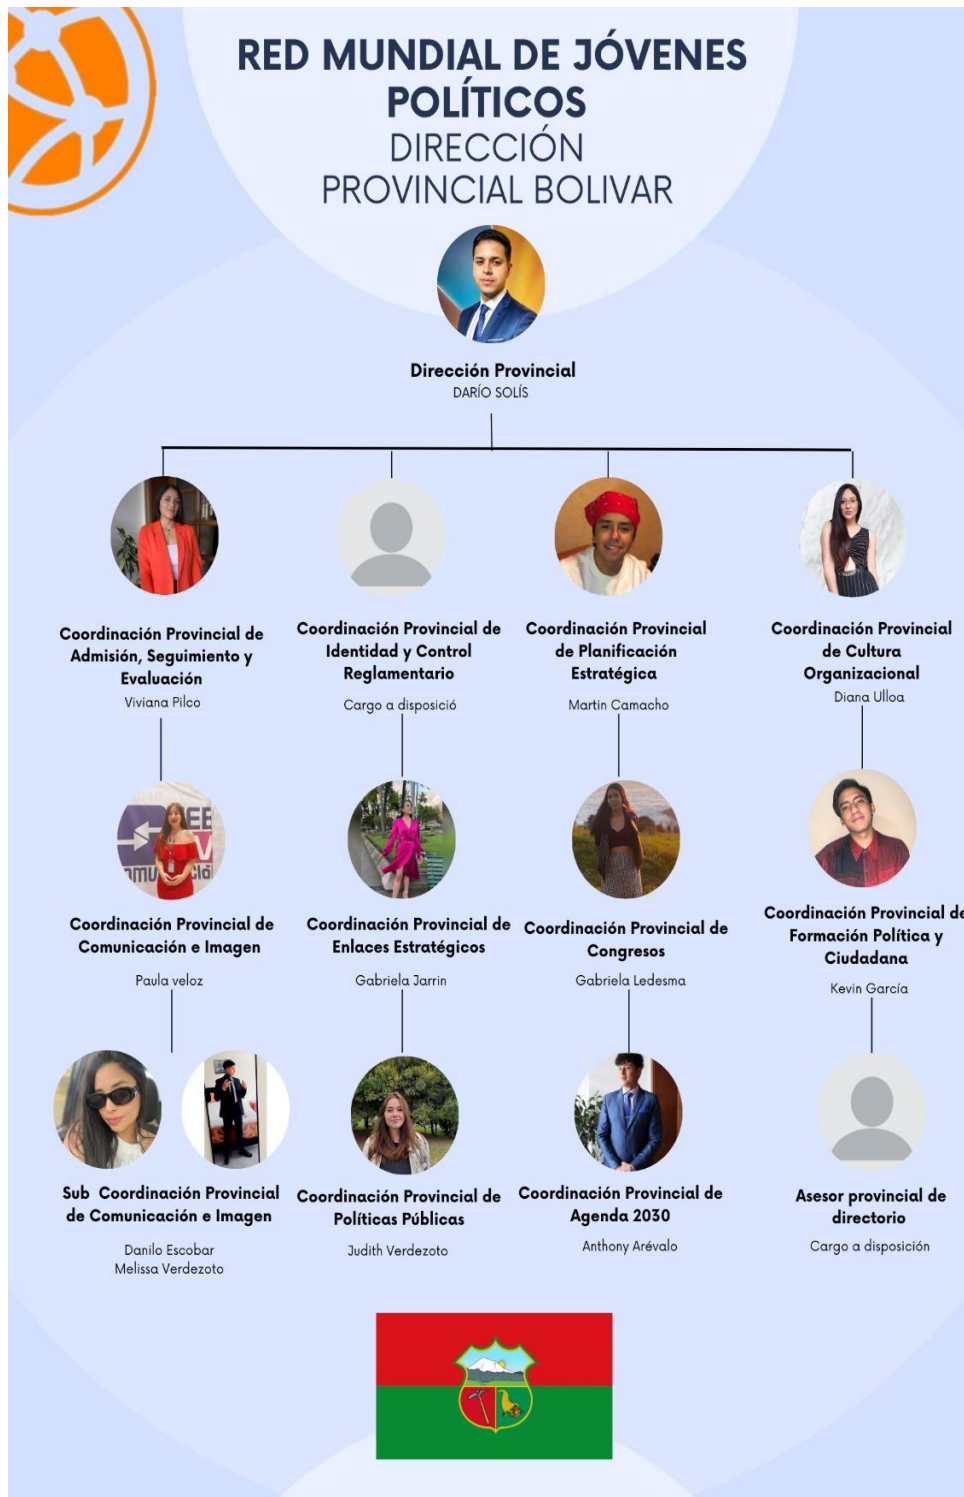 RED MUNDIAL DE JÓVENES
POLÍTICOS
DIRECCIÓN
PROVINCIAL BOLIVAR
Dirección Provincial
DARÍO SOLÍS
Coordinación Provincial de
Admisión, Seguimiento y
Evaluación
Viviana Pilco
Coordinación Provincial de
Identidad y Control
Reglamentario
Cargo a disposició
Coordinación Provincial
de Planificación
Estratégica
Martin Camacho
Coordinación Provincial
de Cultura
Organizacional
Diana Ulloa
Coordinación Provincial de
Comunicación e Imagen
Paula veloz
Coordinación Provincial de
Enlaces Estratégicos
Gabriela Jarrin
Coordinación Provincial de
Congresos
Gabriela Ledesma
Coordinación Provincial de
Formación Política y
Ciudadana
Kevin García
Sub Coordinación Provincial
de Comunicación e Imagen
Danilo Escobar
Melissa Verdezoto
Coordinación Provincial de
Políticas Públicas
Judith Verdezoto
Coordinación Provincial de
Agenda 2030
Anthony Arévalo
Asesor provincial de
directorio
Cargo a disposición